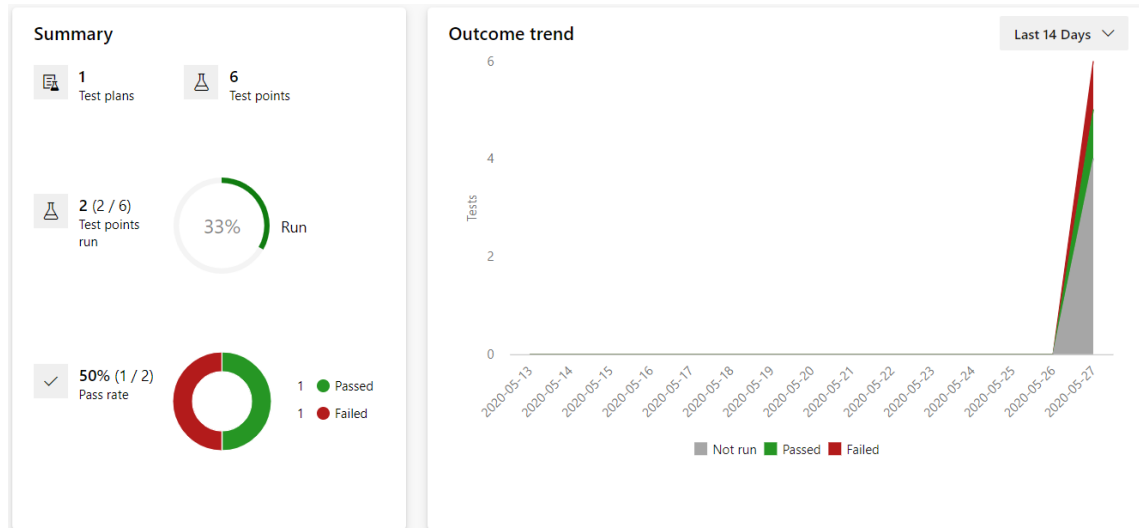 Summary
1
Test plans
6
Test points
2 (2 / 6)
Test points
run
33%
Run
50% (1 / 2)
Pass rate
1 Passed
1 Failed
Outcome trend
Last 14 Days
6
4
2
0
Tests
2020-05-13
2020-05-14
2020-05-15
2020-05-16
2020-05-17
2020-05-18
2020-05-19
2020-05-20
2020-05-21
2020-05-22
2020-05-23
2020-05-24
2020-05-25
2020-05-26
2020-05-27
Not run Passed Failed